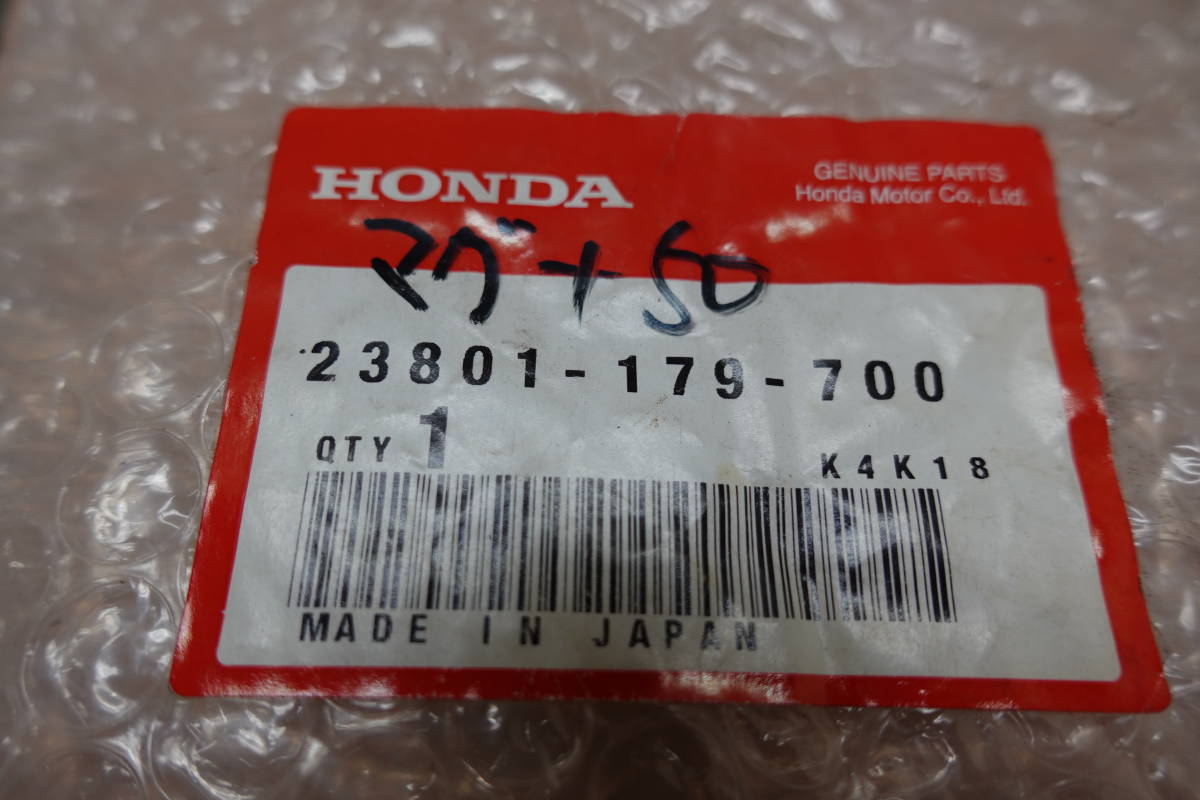 HONDA
GENUINE PARTS
Honda Motor Co., Ltd.
マグナ50
23801-179-700
QTY 1
K4K18
MADE IN JAPAN